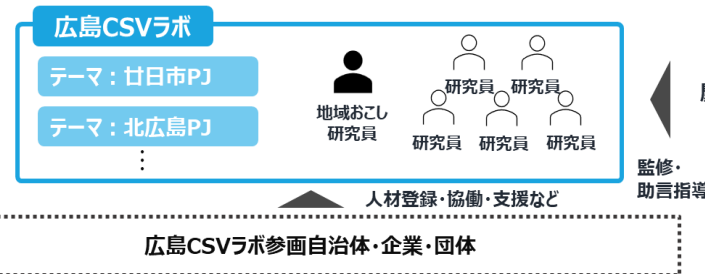 広島CSVラボ
テーマ：廿日市PJ
テーマ：北広島PJ
⋮
地域おこし
研究員
研究員
研究員
研究員
研究員
研究員
監修・
助言指導
人材登録・協働・支援など
広島CSVラボ参画自治体・企業・団体